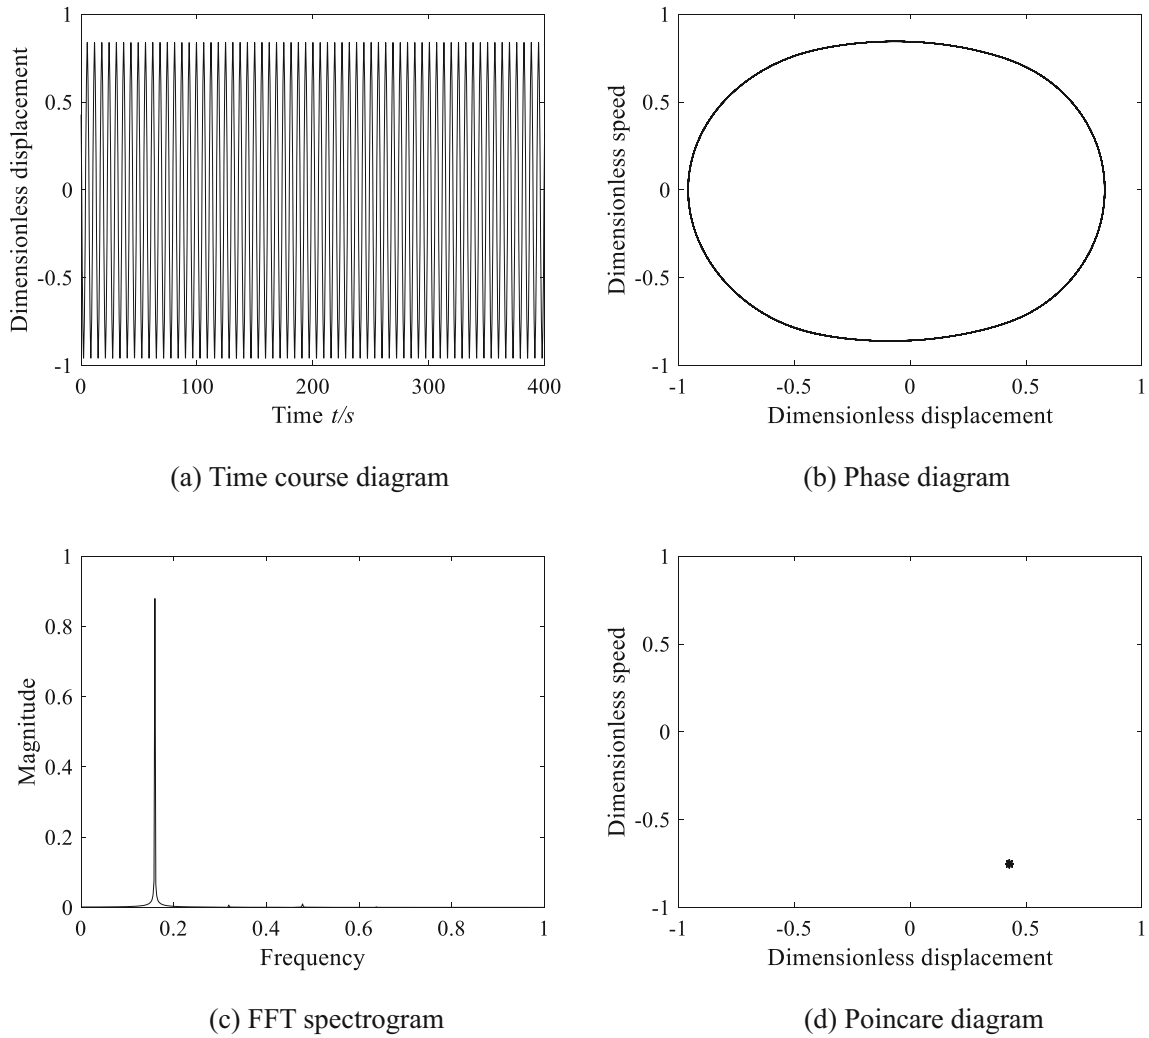 1
0.5
0
-0.5
-1
0 100 200 300 400
Dimensionless displacement
Time t/s
(a) Time course diagram
1
0.5
0
-0.5
-1
-1 -0.5 0 0.5 1
Dimensionless speed
Dimensionless displacement
(b) Phase diagram
1
0.8
0.6
0.4
0.2
0
0 0.2 0.4 0.6 0.8 1
Magnitude
Frequency
(c) FFT spectrogram
1
0.5
0
-0.5
-1
-1 -0.5 0 0.5 1
Dimensionless speed
Dimensionless displacement
(d) Poincare diagram